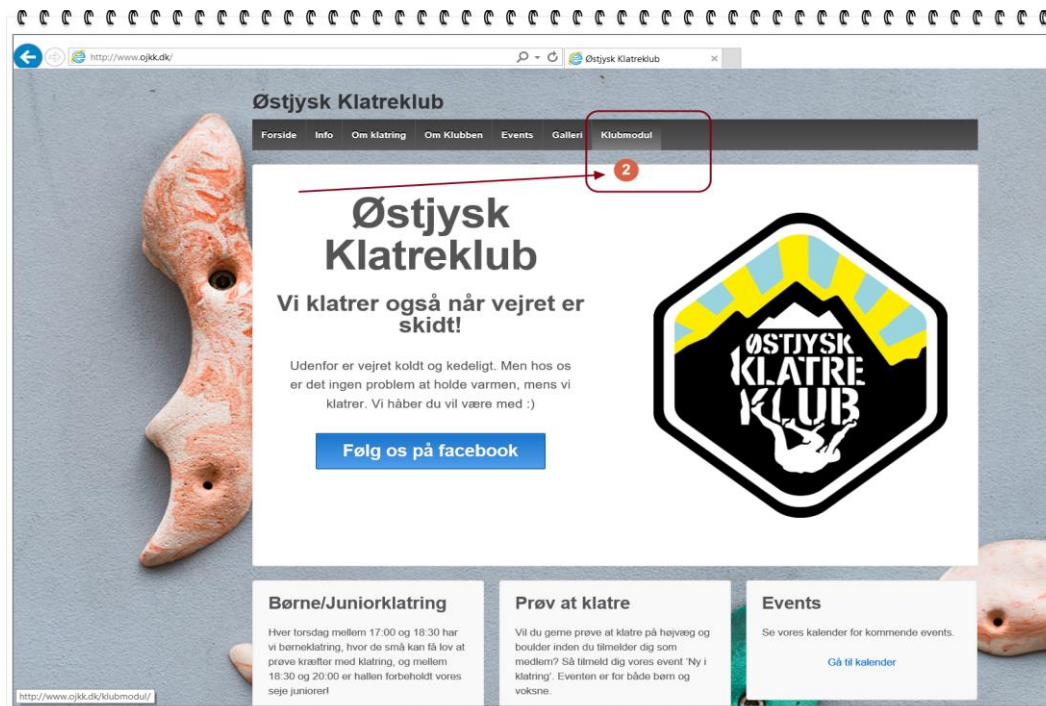 http://www.ojkk.dk/
Østjysk Klatreklub
Østjysk Klatreklub
Forside Info Om klatring Om Klubben Events Galleri Klubmodul
2
Østjysk
Klatreklub
Vi klatrer også når vejret er
skidt!
Udenfor er vejret koldt og kedeligt. Men hos os
er det ingen problem at holde varmen, mens vi
klatrer. Vi håber du vil være med :)
Følg os på facebook
ØSTJYSK
KLATRE
KLUB
Børne/Juniorklatring
Hver torsdag mellem 17:00 og 18:30 har
vi børneklatring, hvor de små kan få lov at
prøve kræfter med klatring, og mellem
18:30 og 20:00 er hallen forbeholdt vores
seje juniorer!
Prøv at klatre
Vil du gerne prøve at klatre på højvæg og
boulder inden du tilmelder dig som
medlem? Så tilmeld dig vores event 'Ny i
klatring'. Eventen er for både børn og
voksne.
Events
Se vores kalender for kommende events.
Gå til kalender
http://www.ojkk.dk/klubmodul/